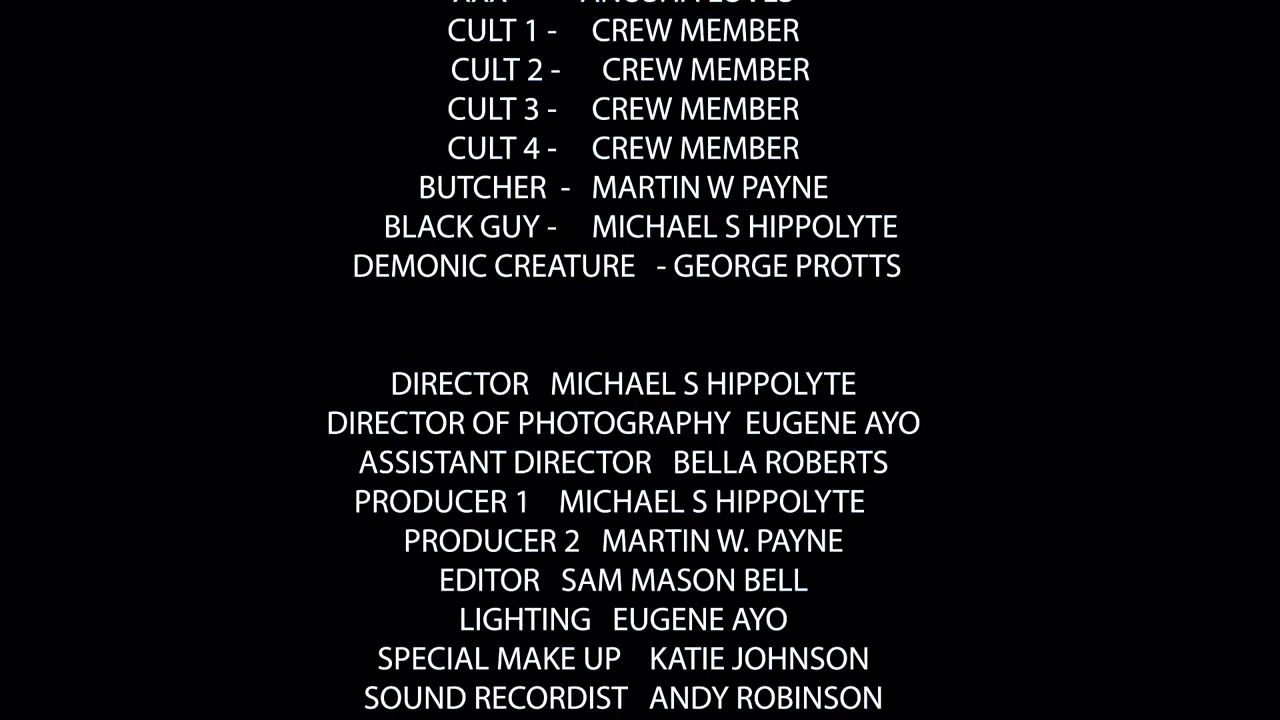 CULT 1 - CREW MEMBER
CULT 2 - CREW MEMBER
CULT 3 - CREW MEMBER
CULT 4 - CREW MEMBER
BUTCHER - MARTIN W PAYNE
BLACK GUY - MICHAEL S HIPPOLYTE
DEMONIC CREATURE - GEORGE PROTTS
DIRECTOR MICHAEL S HIPPOLYTE
DIRECTOR OF PHOTOGRAPHY EUGENE AYO
ASSISTANT DIRECTOR BELLA ROBERTS
PRODUCER 1 MICHAEL S HIPPOLYTE
PRODUCER 2 MARTIN W. PAYNE
EDITOR SAM MASON BELL
LIGHTING EUGENE AYO
SPECIAL MAKE UP KATIE JOHNSON
SOUND RECORDIST ANDY ROBINSON